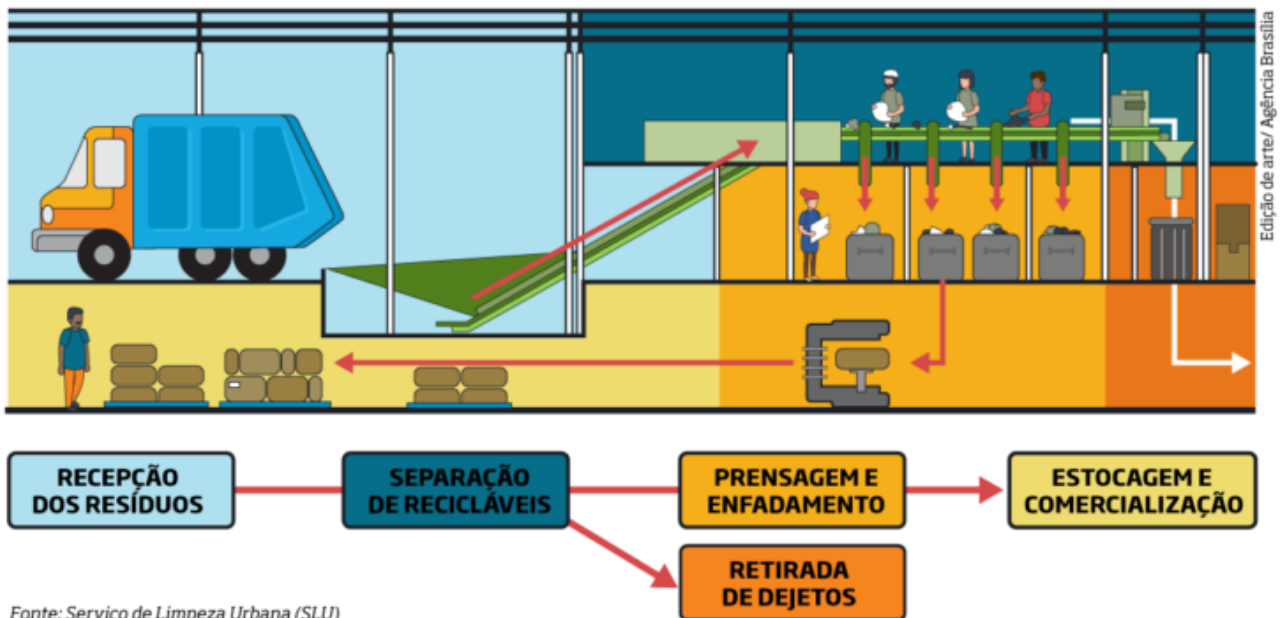 Edição de arte/ Agência Brasília
RECEPÇÃO
DOS RESÍDUOS
SEPARAÇÃO
DE RECICLÁVEIS
PRENSAGEM E
ENFADAMENTO
ESTOCAGEM E
COMERCIALIZAÇÃO
RETIRADA
DE DEJETOS
Fonte: Serviço de Limpeza Urbana (SLU)